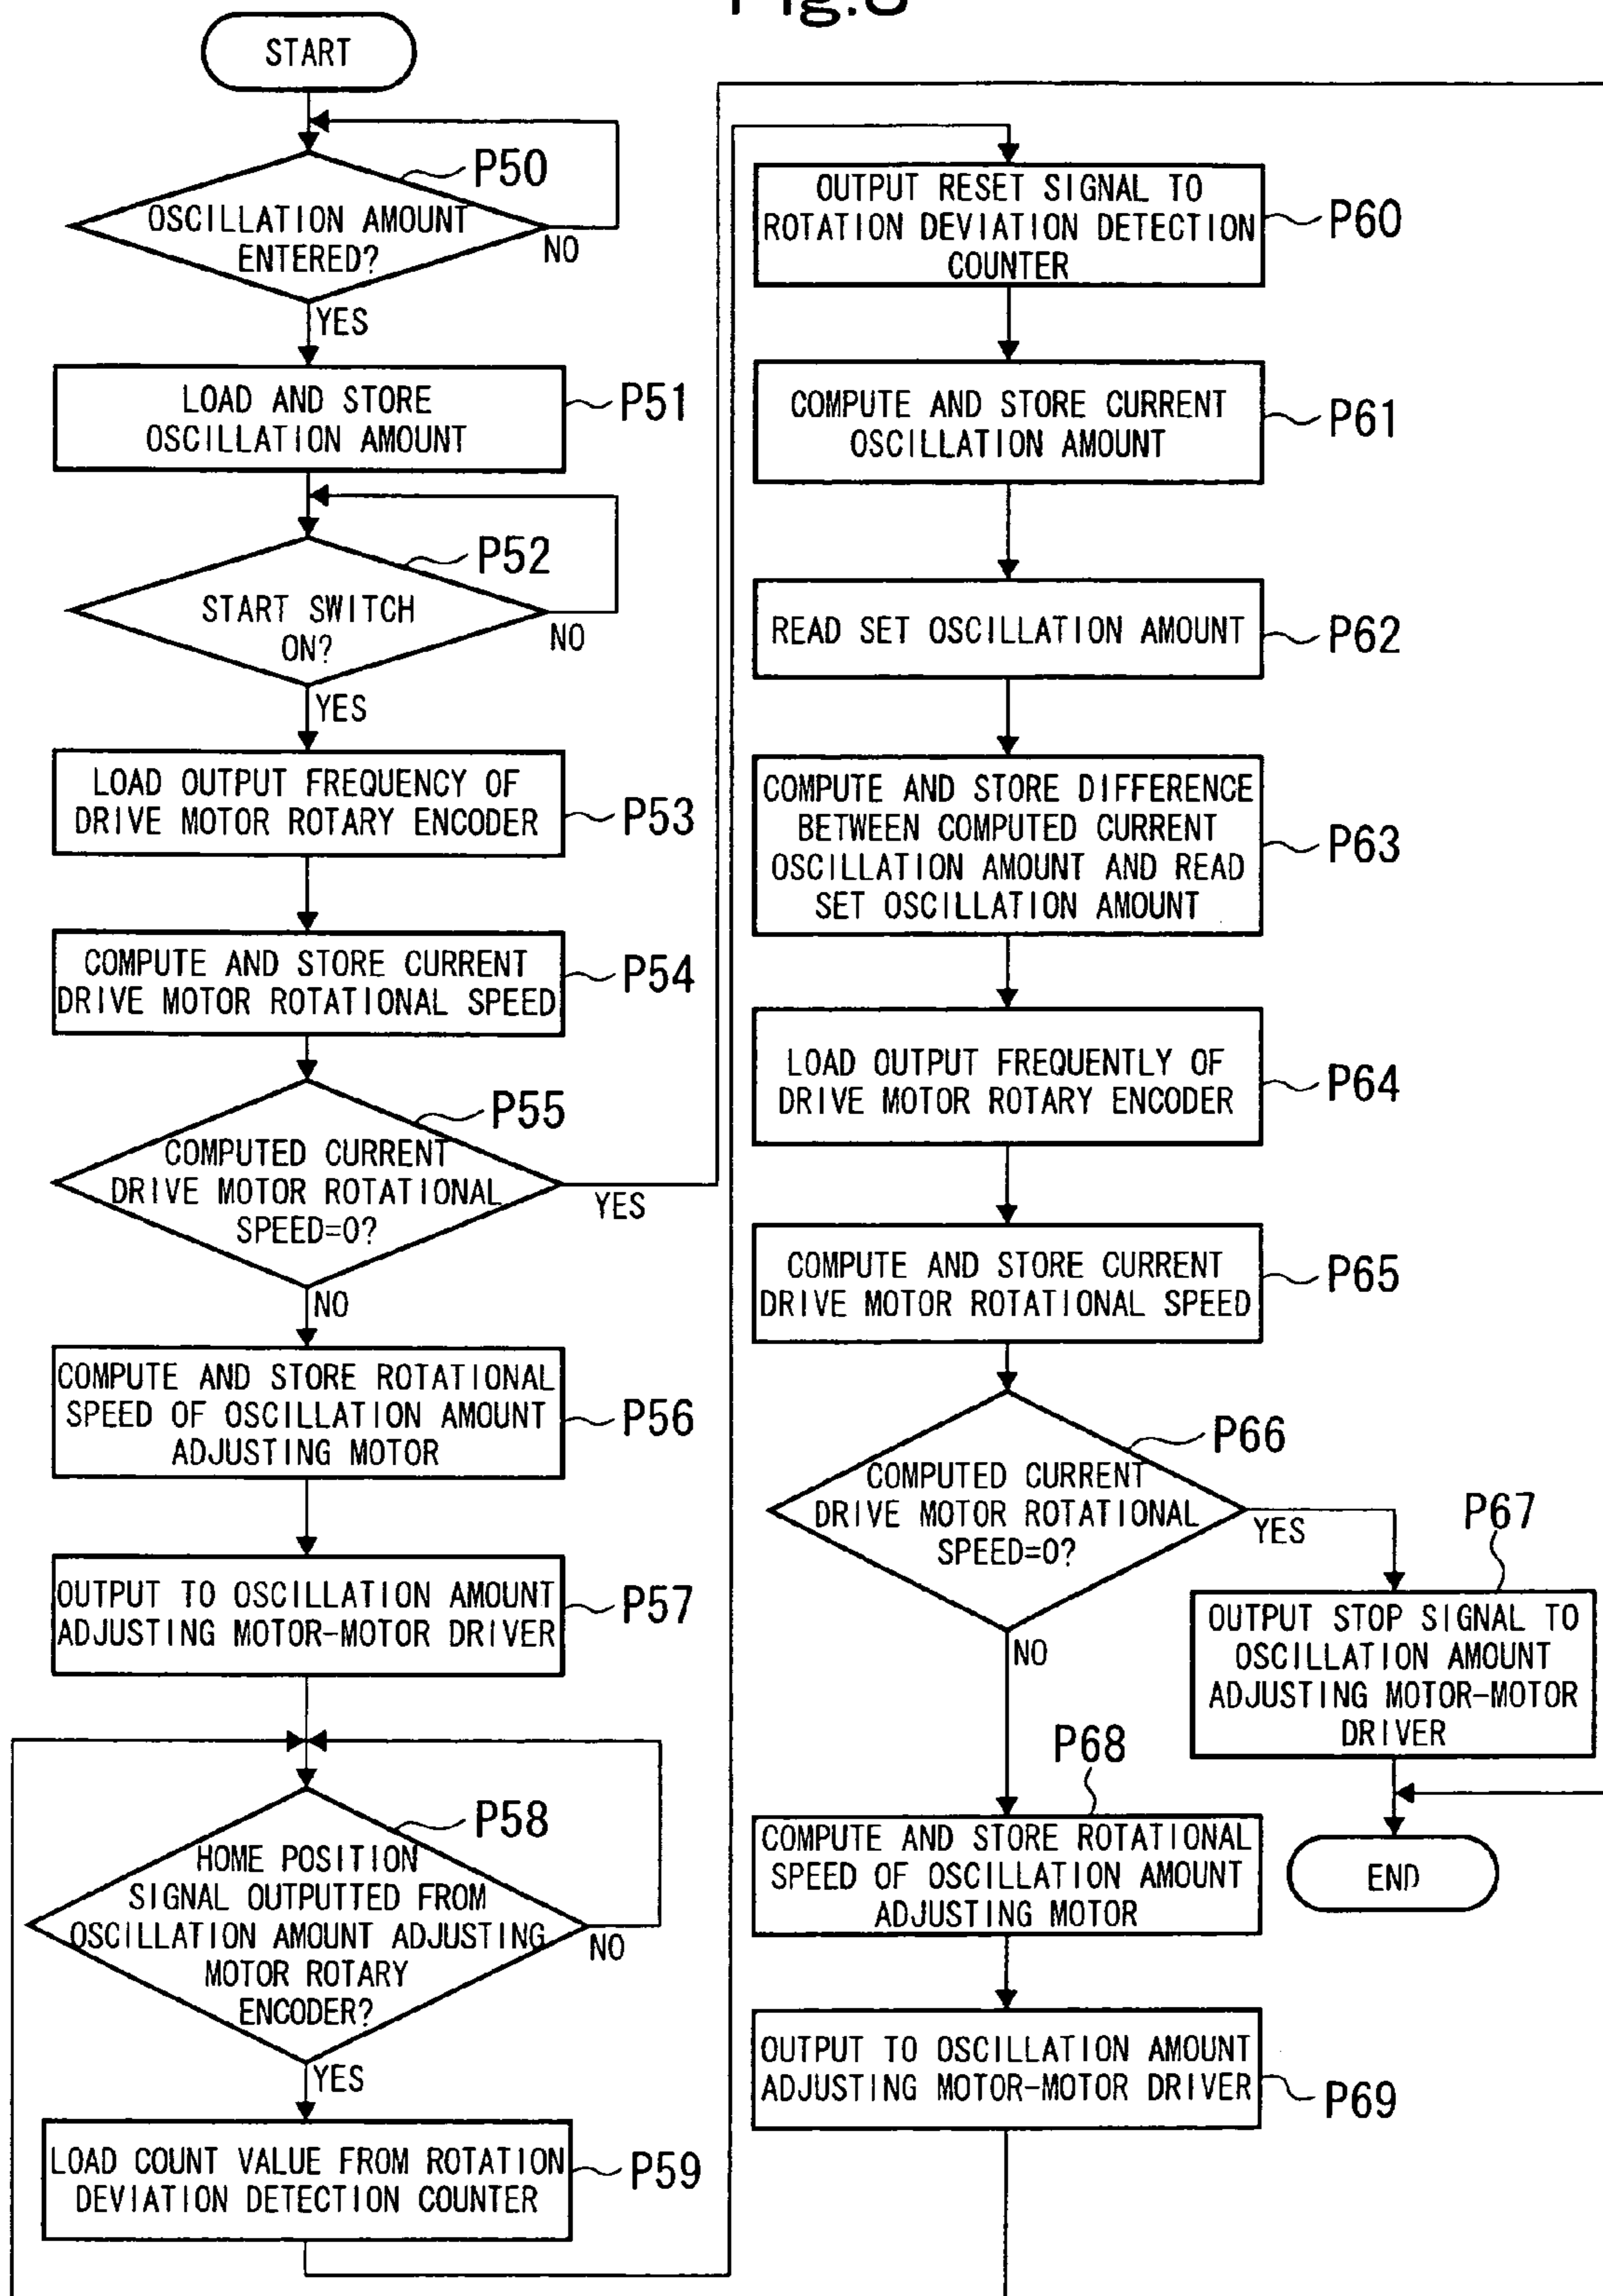 START
P50
OSCILLATION AMOUNT
ENTERED?
NO
YES
LOAD AND STORE
OSCILLATION AMOUNT
P51
P52
START SWITCH
ON?
NO
YES
LOAD OUTPUT FREQUENCY OF
DRIVE MOTOR ROTARY ENCODER
P53
COMPUTE AND STORE CURRENT
DRIVE MOTOR ROTATIONAL SPEED
P54
P55
COMPUTED CURRENT
DRIVE MOTOR ROTATIONAL
SPEED=0?
YES
NO
COMPUTE AND STORE ROTATIONAL
SPEED OF OSCILLATION AMOUNT
ADJUSTING MOTOR
P56
OUTPUT TO OSCILLATION AMOUNT
ADJUSTING MOTOR-MOTOR DRIVER
P57
P58
HOME POSITION
SIGNAL OUTPUTTED FROM
OSCILLATION AMOUNT ADJUSTING
MOTOR ROTARY
ENCODER?
NO
YES
LOAD COUNT VALUE FROM ROTATION
DEVIATION DETECTION COUNTER
P59
OUTPUT RESET SIGNAL TO
ROTATION DEVIATION DETECTION
COUNTER
P60
COMPUTE AND STORE CURRENT
OSCILLATION AMOUNT
P61
READ SET OSCILLATION AMOUNT
P62
COMPUTE AND STORE DIFFERENCE
BETWEEN COMPUTED CURRENT
OSCILLATION AMOUNT AND READ
SET OSCILLATION AMOUNT
P63
LOAD OUTPUT FREQUENTLY OF
DRIVE MOTOR ROTARY ENCODER
P64
COMPUTE AND STORE CURRENT
DRIVE MOTOR ROTATIONAL SPEED
P65
P66
COMPUTED CURRENT
DRIVE MOTOR ROTATIONAL
SPEED=0?
YES
NO
P67
OUTPUT STOP SIGNAL TO
OSCILLATION AMOUNT
ADJUSTING MOTOR-MOTOR
DRIVER
END
P68
COMPUTE AND STORE ROTATIONAL
SPEED OF OSCILLATION AMOUNT
ADJUSTING MOTOR
OUTPUT TO OSCILLATION AMOUNT
ADJUSTING MOTOR-MOTOR DRIVER
P69